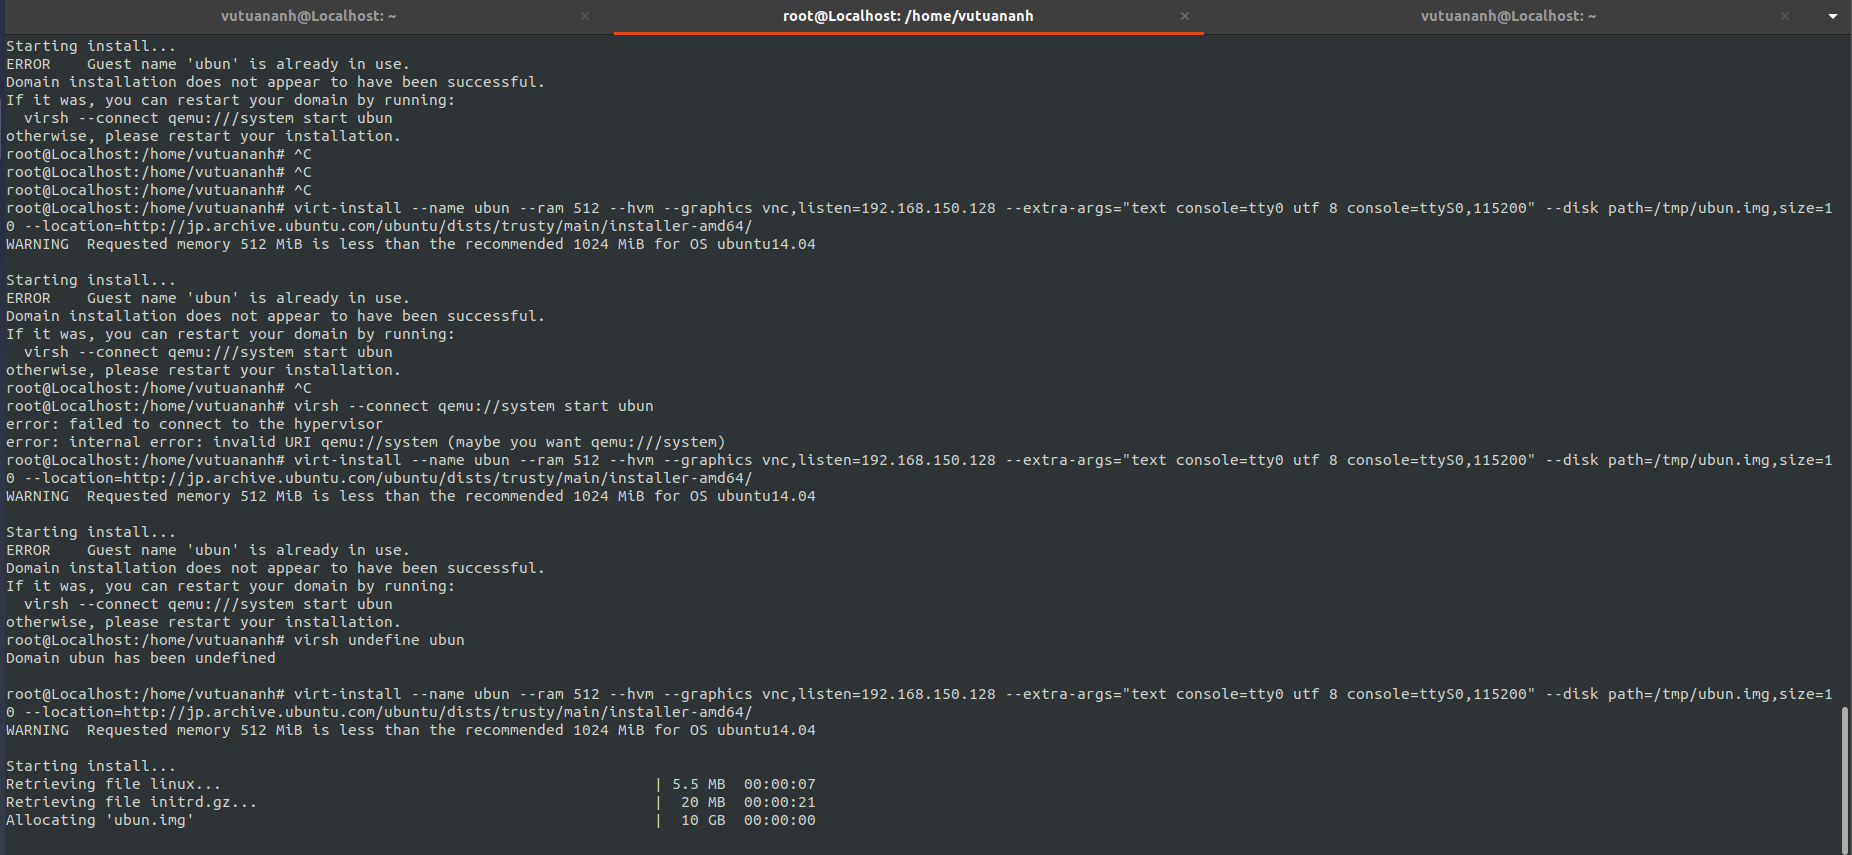 vutuananh@Localhost: ~ × root@Localhost: /home/vutuananh × vutuananh@Localhost: ~ ×
Starting install...
ERROR    Guest name 'ubun' is already in use.
Domain installation does not appear to have been successful.
If it was, you can restart your domain by running:
  virsh --connect qemu:///system start ubun
otherwise, please restart your installation.
root@Localhost:/home/vutuananh# ^C
root@Localhost:/home/vutuananh# ^C
root@Localhost:/home/vutuananh# ^C
root@Localhost:/home/vutuananh# virt-install --name ubun --ram 512 --hvm --graphics vnc,listen=192.168.150.128 --extra-args="text console=tty0 utf 8 console=ttyS0,115200" --disk path=/tmp/ubun.img,size=1
0 --location=http://jp.archive.ubuntu.com/ubuntu/dists/trusty/main/installer-amd64/
WARNING  Requested memory 512 MiB is less than the recommended 1024 MiB for OS ubuntu14.04

Starting install...
ERROR    Guest name 'ubun' is already in use.
Domain installation does not appear to have been successful.
If it was, you can restart your domain by running:
  virsh --connect qemu:///system start ubun
otherwise, please restart your installation.
root@Localhost:/home/vutuananh# ^C
root@Localhost:/home/vutuananh# virsh --connect qemu://system start ubun
error: failed to connect to the hypervisor
error: internal error: invalid URI qemu://system (maybe you want qemu:///system)
root@Localhost:/home/vutuananh# virt-install --name ubun --ram 512 --hvm --graphics vnc,listen=192.168.150.128 --extra-args="text console=tty0 utf 8 console=ttyS0,115200" --disk path=/tmp/ubun.img,size=1
0 --location=http://jp.archive.ubuntu.com/ubuntu/dists/trusty/main/installer-amd64/
WARNING  Requested memory 512 MiB is less than the recommended 1024 MiB for OS ubuntu14.04

Starting install...
ERROR    Guest name 'ubun' is already in use.
Domain installation does not appear to have been successful.
If it was, you can restart your domain by running:
  virsh --connect qemu:///system start ubun
otherwise, please restart your installation.
root@Localhost:/home/vutuananh# virsh undefine ubun
Domain ubun has been undefined

root@Localhost:/home/vutuananh# virt-install --name ubun --ram 512 --hvm --graphics vnc,listen=192.168.150.128 --extra-args="text console=tty0 utf 8 console=ttyS0,115200" --disk path=/tmp/ubun.img,size=1
0 --location=http://jp.archive.ubuntu.com/ubuntu/dists/trusty/main/installer-amd64/
WARNING  Requested memory 512 MiB is less than the recommended 1024 MiB for OS ubuntu14.04

Starting install...
Retrieving file linux... | 5.5 MB  00:00:07
Retrieving file initrd.gz... |  20 MB  00:00:21
Allocating 'ubun.img' |  10 GB  00:00:00